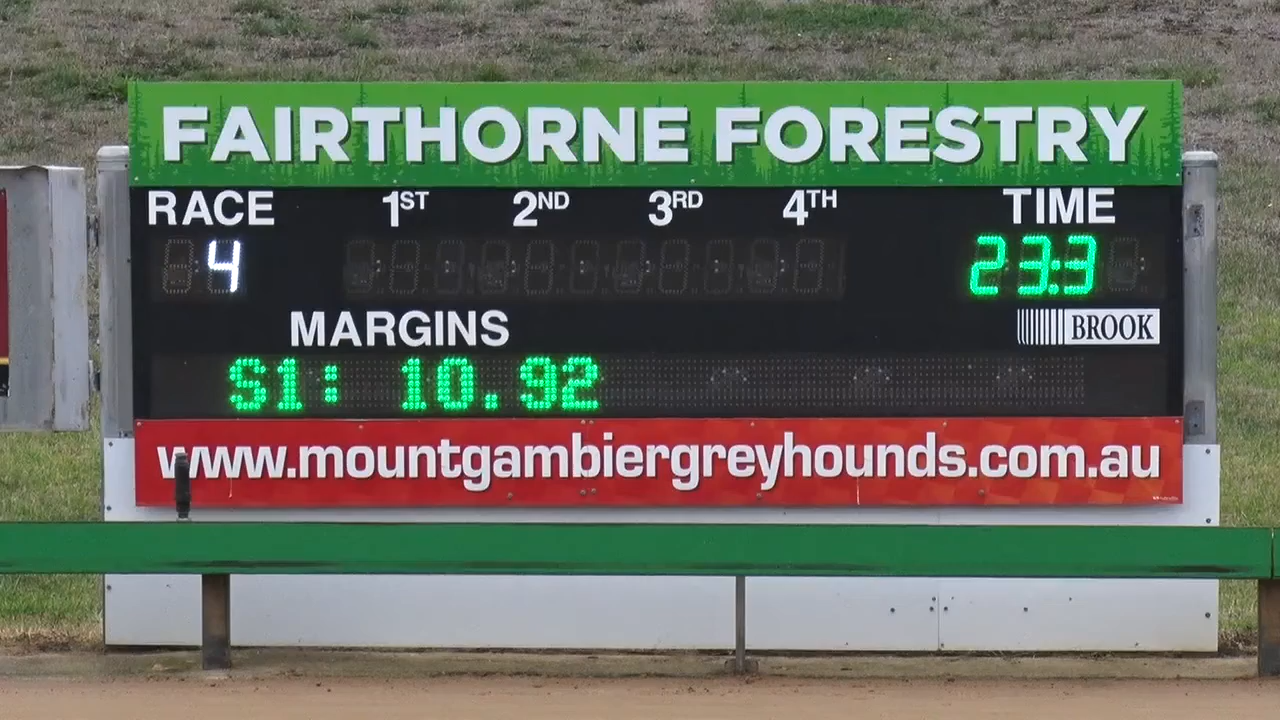 FAIRTHORNE FORESTRY
RACE 1ST 2ND 3RD 4TH TIME
4 23:3
MARGINS BROOK
S1: 10.92
www.mountgambiergreyhounds.com.au